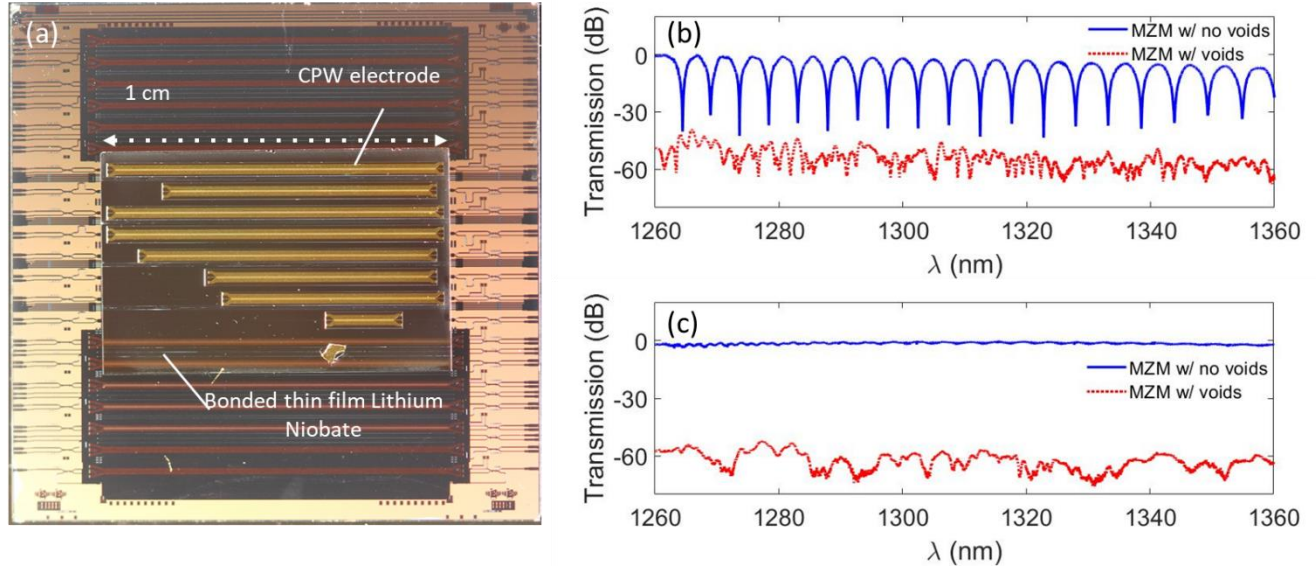 (a)
CPW electrode
1 cm
Bonded thin film Lithium
Niobate
(b)
MZM w/ no voids
MZM w/ voids
Transmission (dB)
0
-30
-60
1260
1280
1300
1320
1340
1360
λ (nm)
(c)
MZM w/ no voids
MZM w/ voids
Transmission (dB)
0
-30
-60
1260
1280
1300
1320
1340
1360
λ (nm)